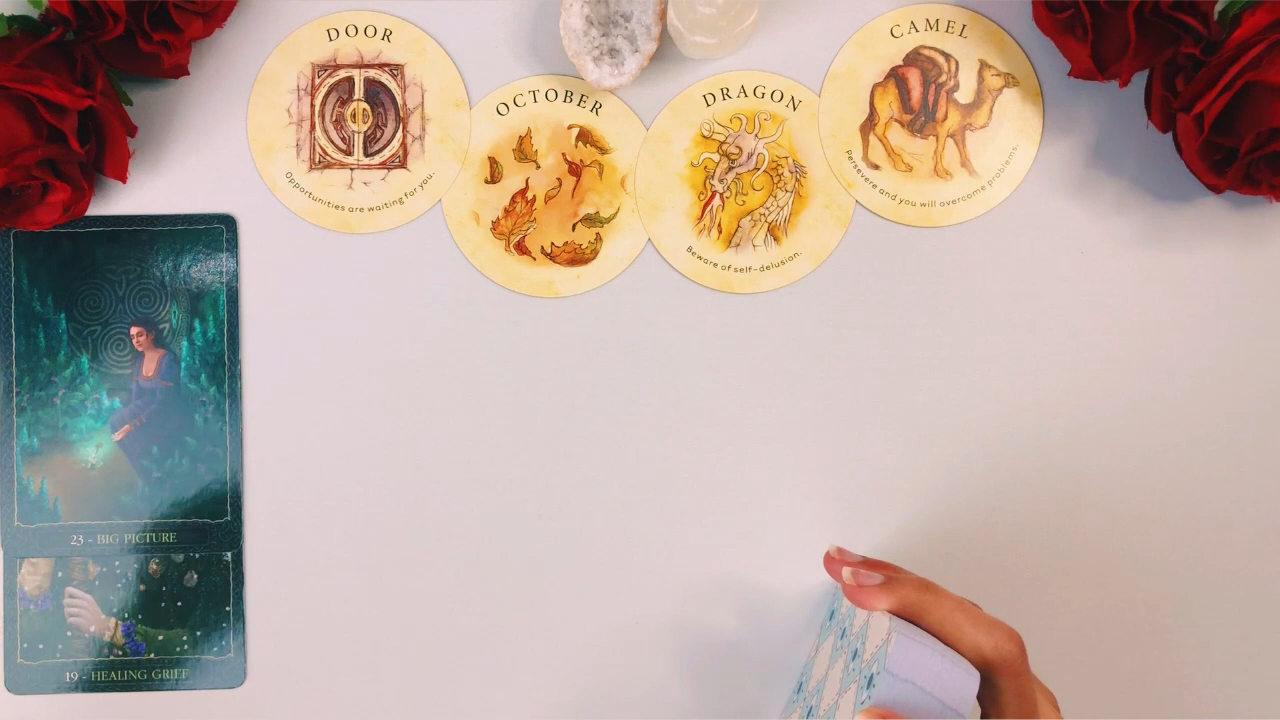 DOOR
Opportunities are waiting for you.
OCTOBER
DRAGON
Beware of self-delusion.
CAMEL
Persevere and you will overcome problems.
23 - BIG PICTURE
19 - HEALING GRIEF